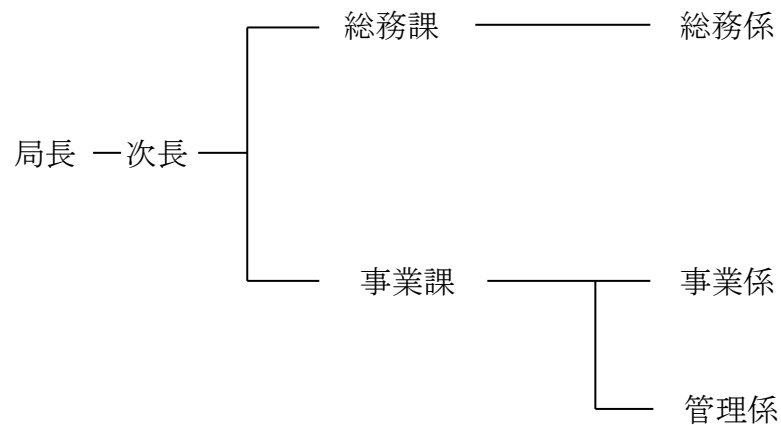 総務課 総務係
局長 次長
事業課 事業係
管理係